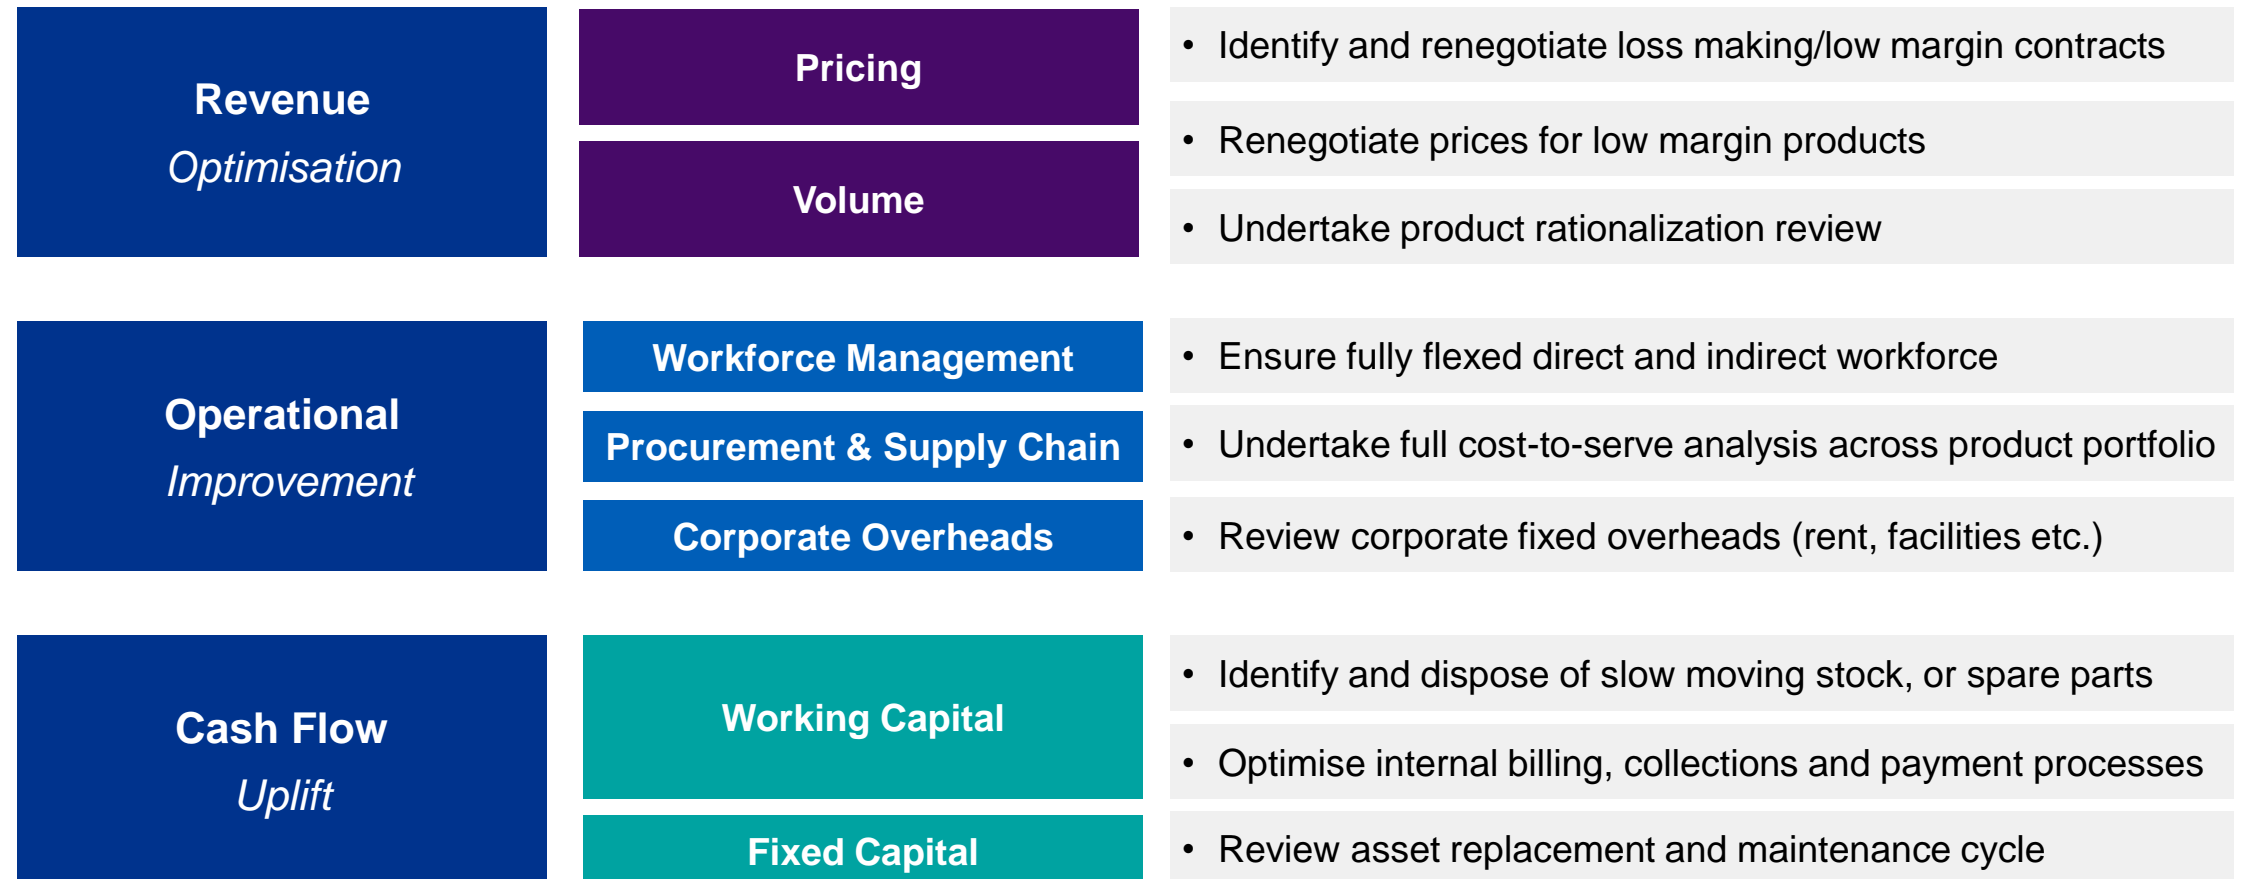 Revenue
Optimisation
Pricing
Volume
• Identify and renegotiate loss making/low margin contracts
• Renegotiate prices for low margin products
• Undertake product rationalization review
Operational
Improvement
Workforce Management
Procurement & Supply Chain
Corporate Overheads
• Ensure fully flexed direct and indirect workforce
• Undertake full cost-to-serve analysis across product portfolio
• Review corporate fixed overheads (rent, facilities etc.)
Cash Flow
Uplift
Working Capital
Fixed Capital
• Identify and dispose of slow moving stock, or spare parts
• Optimise internal billing, collections and payment processes
• Review asset replacement and maintenance cycle